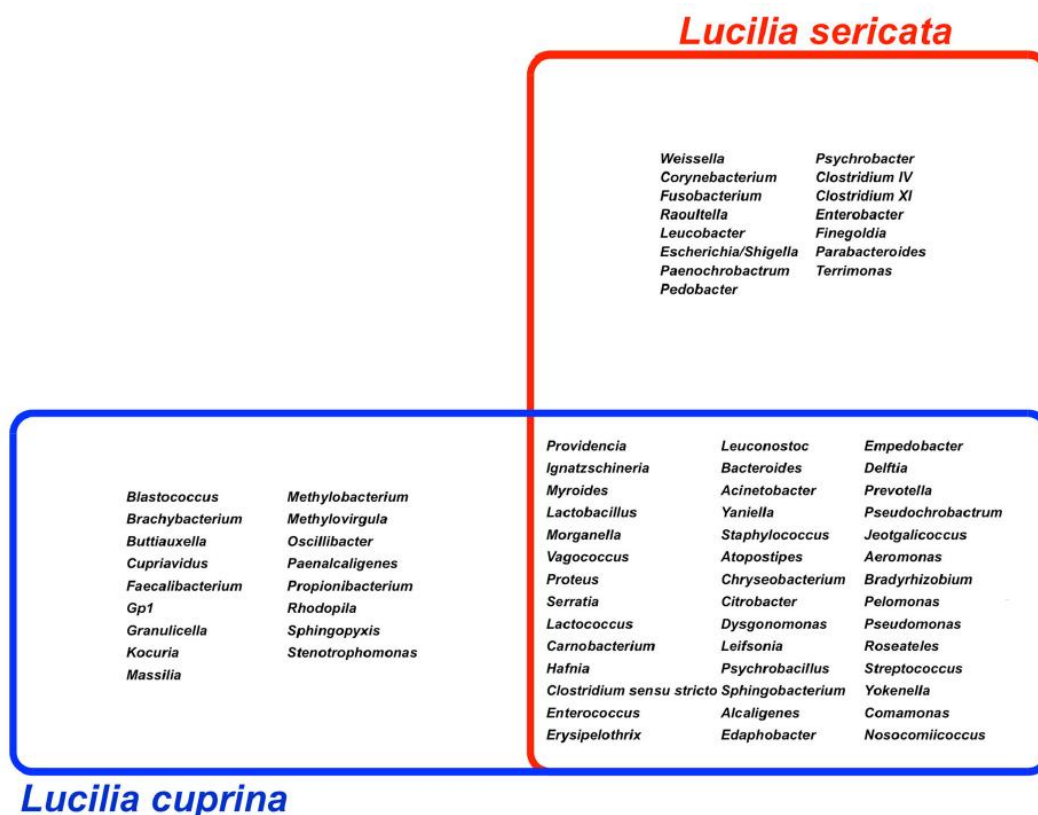 Lucilia sericata
Weissella Psychrobacter
Corynebacterium Clostridium IV
Fusobacterium Clostridium XI
Raoultella Enterobacter
Leucobacter Finegoldia
Escherichia/Shigella Parabacteroides
Paenochrobactrum Terrimonas
Pedobacter
Blastococcus Methylobacterium
Brachybacterium Methylovirgula
Buttiauxella Oscillibacter
Cupriavidus Paenalcaligenes
Faecalibacterium Propionibacterium
Gp1 Rhodopila
Granulicella Sphingopyxis
Kocuria Stenotrophomonas
Massilia
Providencia Leuconostoc Empedobacter
Ignatzschineria Bacteroides Delftia
Myroides Acinetobacter Prevotella
Lactobacillus Yaniella Pseudochrobactrum
Morganella Staphylococcus Jeotgalicoccus
Vagococcus Atopostipes Aeromonas
Proteus Chryseobacterium Bradyrhizobium
Serratia Citrobacter Pelomonas
Lactococcus Dysgonomonas Pseudomonas
Carnobacterium Leifsonia Roseateles
Hafnia Psychrobacillus Streptococcus
Clostridium sensu stricto Sphingobacterium Yokenella
Enterococcus Alcaligenes Comamonas
Erysipelothrix Edaphobacter Nosocomiicoccus
Lucilia cuprina